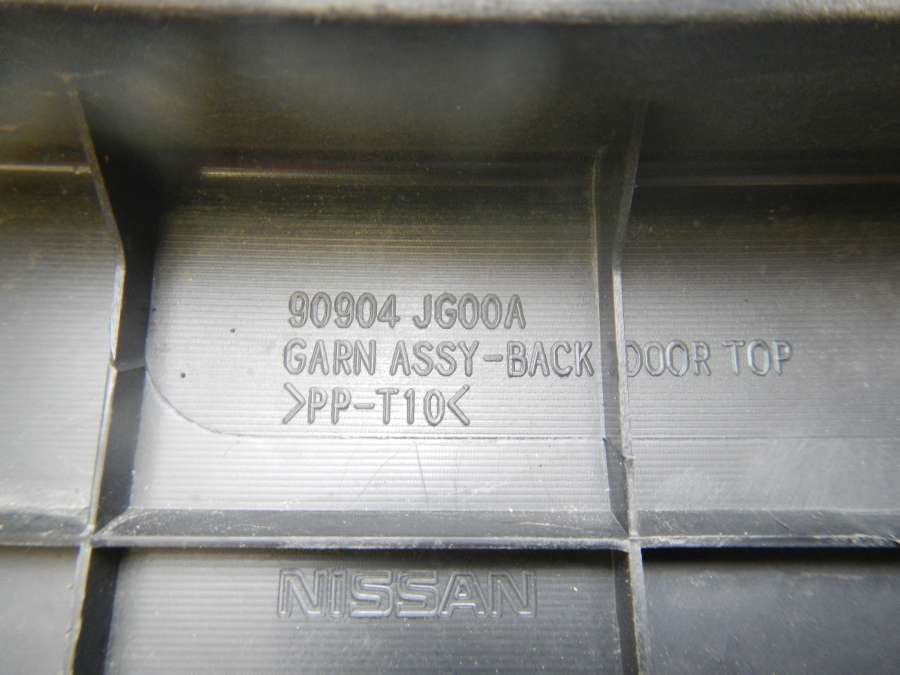 90904 JG00A
GARN ASSY-BACK DOOR TOP
>PP-T10<
NISSAN